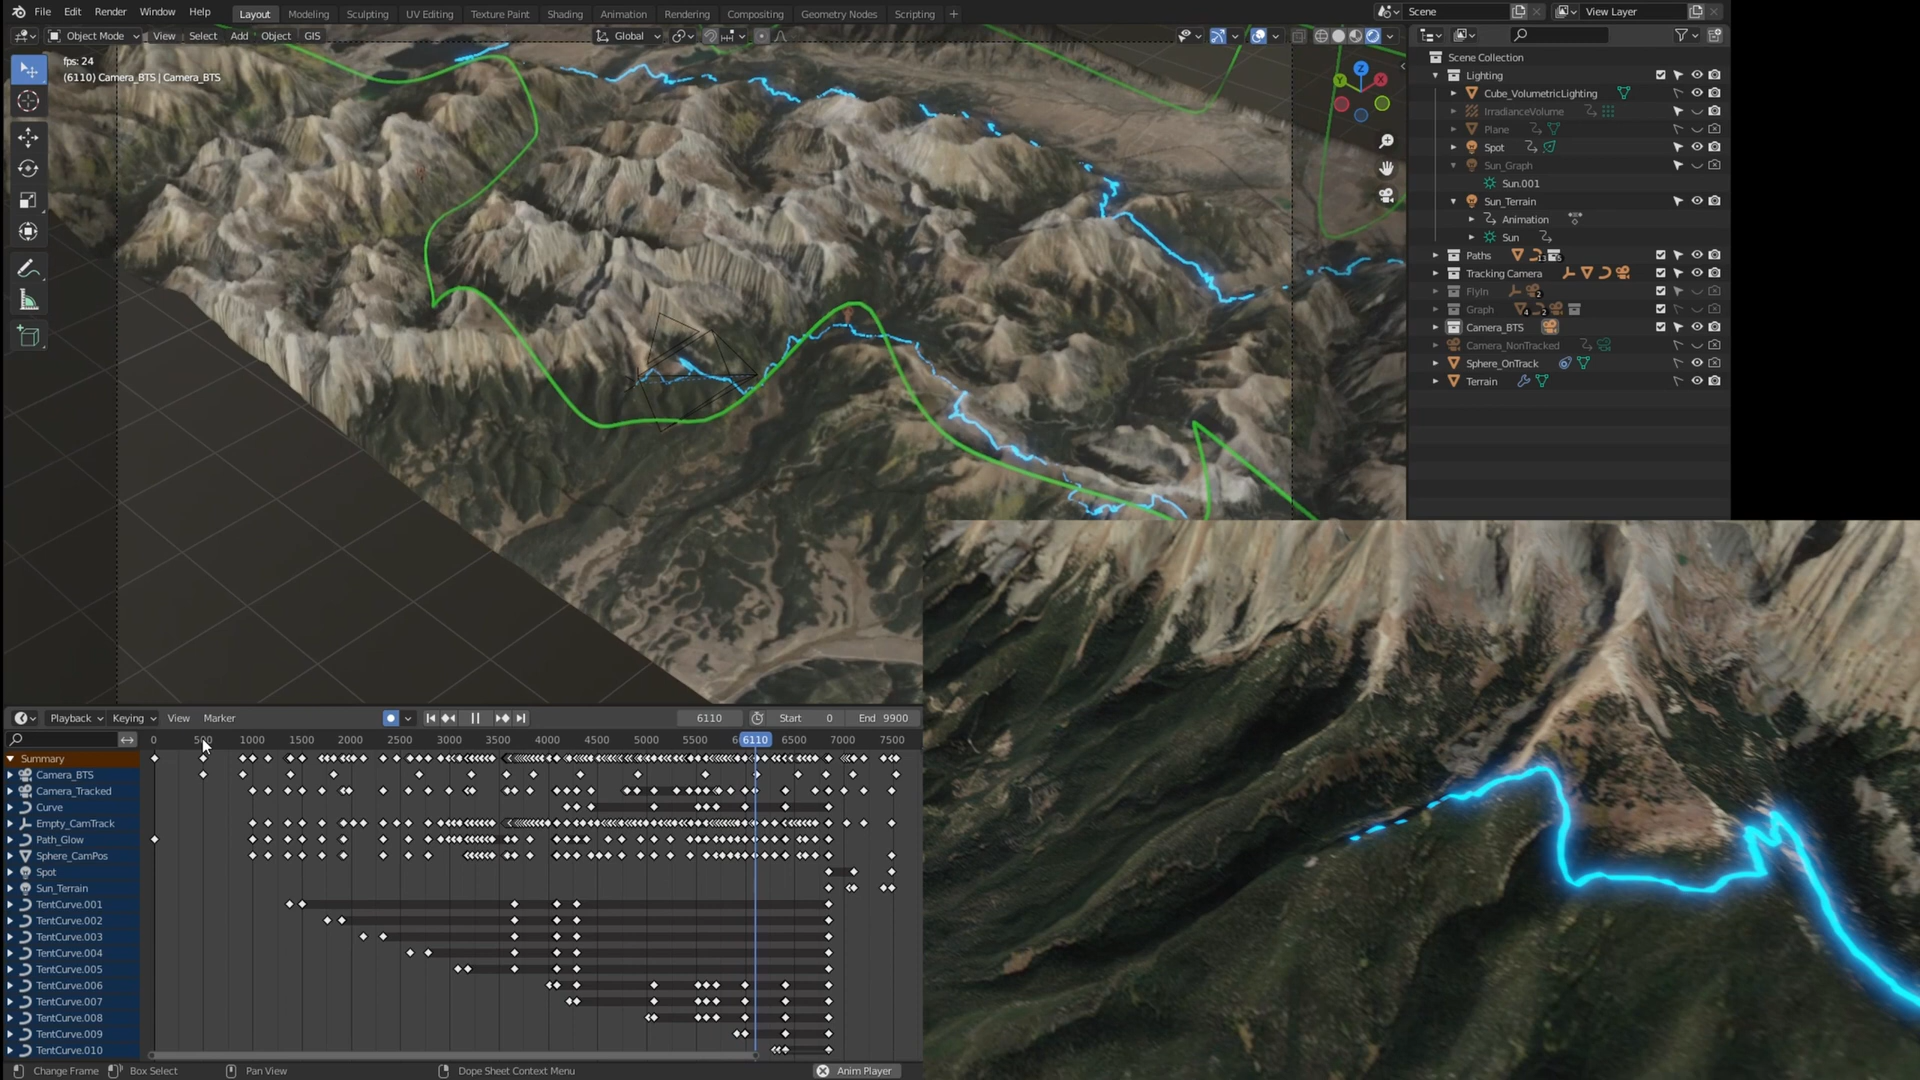 File Edit Render Window Help Layout Modeling Sculpting UV Editing Texture Paint Shading Animation Rendering Compositing Geometry Nodes Scripting + Scene View Layer
Object Mode View Select Add Object GIS Global
fps: 24
(6110) Camera_BTS | Camera_BTS
Z
Y
X
Scene Collection
Lighting
Cube_VolumetricLighting
IrradianceVolume
Plane
Spot
Sun_Graph
Sun.001
Sun_Terrain
Animation
Sun
Paths
Tracking Camera
FlyIn 2
Graph 4 2
Camera_BTS
Camera_NonTracked
Sphere_OnTrack
Terrain
Playback Keying View Marker 6110 Start 0 End 9900
0 500 1000 1500 2000 2500 3000 3500 4000 4500 5000 5500 6110 6500 7000 7500
Summary
Camera_BTS
Camera_Tracked
Curve
Empty_CamTrack
Path_Glow
Sphere_CamPos
Spot
Sun_Terrain
TentCurve.001
TentCurve.002
TentCurve.003
TentCurve.004
TentCurve.005
TentCurve.006
TentCurve.007
TentCurve.008
TentCurve.009
TentCurve.010
Change Frame Box Select Pan View Dope Sheet Context Menu Anim Player